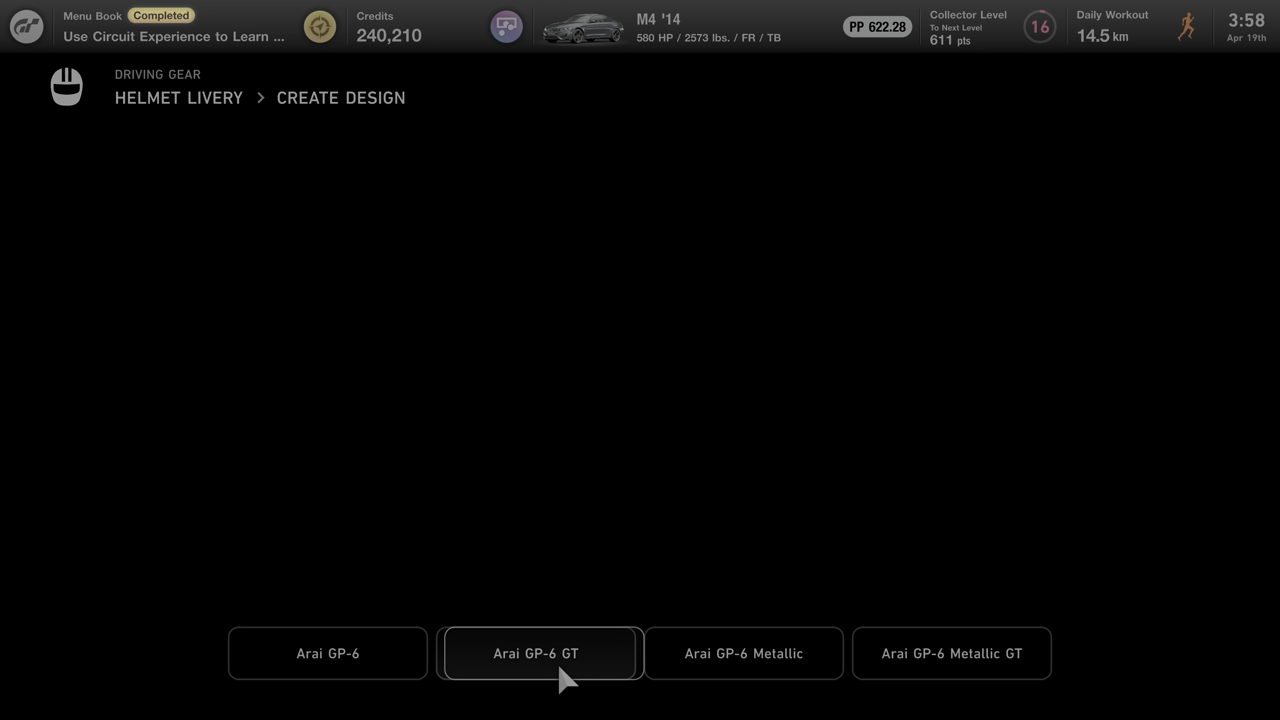 Menu Book Completed
Use Circuit Experience to Learn ...
Credits
240,210
M4 '14
580 HP / 2573 lbs. / FR / TB
PP 622.28
Collector Level
To Next Level
611 pts
16
Daily Workout
14.5 km
3:58
Apr 19th
DRIVING GEAR
HELMET LIVERY > CREATE DESIGN
Arai GP-6
Arai GP-6 GT
Arai GP-6 Metallic
Arai GP-6 Metallic GT